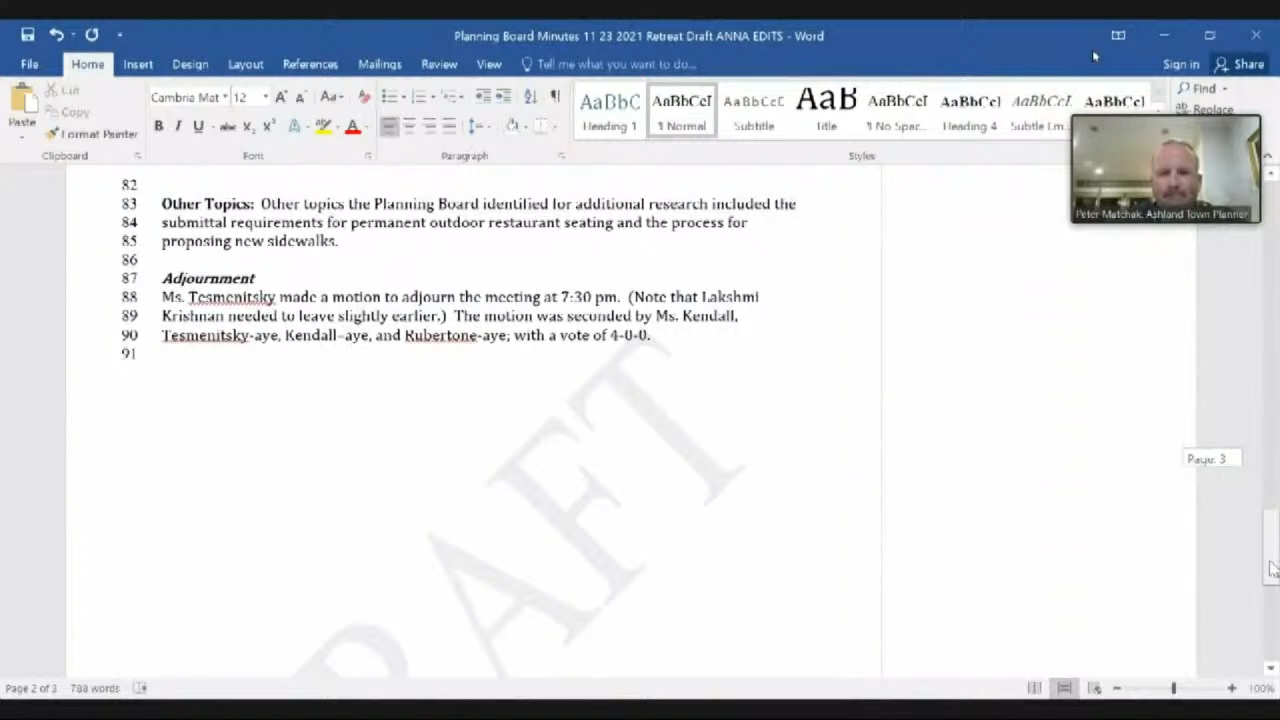 Planning Board Minutes 11 23 2021 Retreat Draft ANNA EDITS - Word
File Home Insert Design Layout References Mailings Review View Tell me what you want to do... Sign in Share
Cut
Copy
Paste
Format Painter
Cambria Mat 12
AaBbC AaBbCcI AaBbCcC AaB AaBbCcI AaBbCcI AaBbCcI AaBbCcI
Heading 1 ¶ Normal Subtitle Title ¶ No Spac... Heading 4 Subtle Em...
Find
Replace
Clipboard Font Paragraph Styles
Peter Matchak, Ashland Town Planner
82
83 Other Topics: Other topics the Planning Board identified for additional research included the
84 submittal requirements for permanent outdoor restaurant seating and the process for
85 proposing new sidewalks.
86
87 Adjournment
88 Ms. Tesmenitsky made a motion to adjourn the meeting at 7:30 pm. (Note that Lakshmi
89 Krishnan needed to leave slightly earlier.) The motion was seconded by Ms. Kendall,
90 Tesmenitsky-aye, Kendall–aye, and Rubertone-aye; with a vote of 4-0-0.
91
DRAFT
Page: 3
Page 2 of 3 788 words 100%